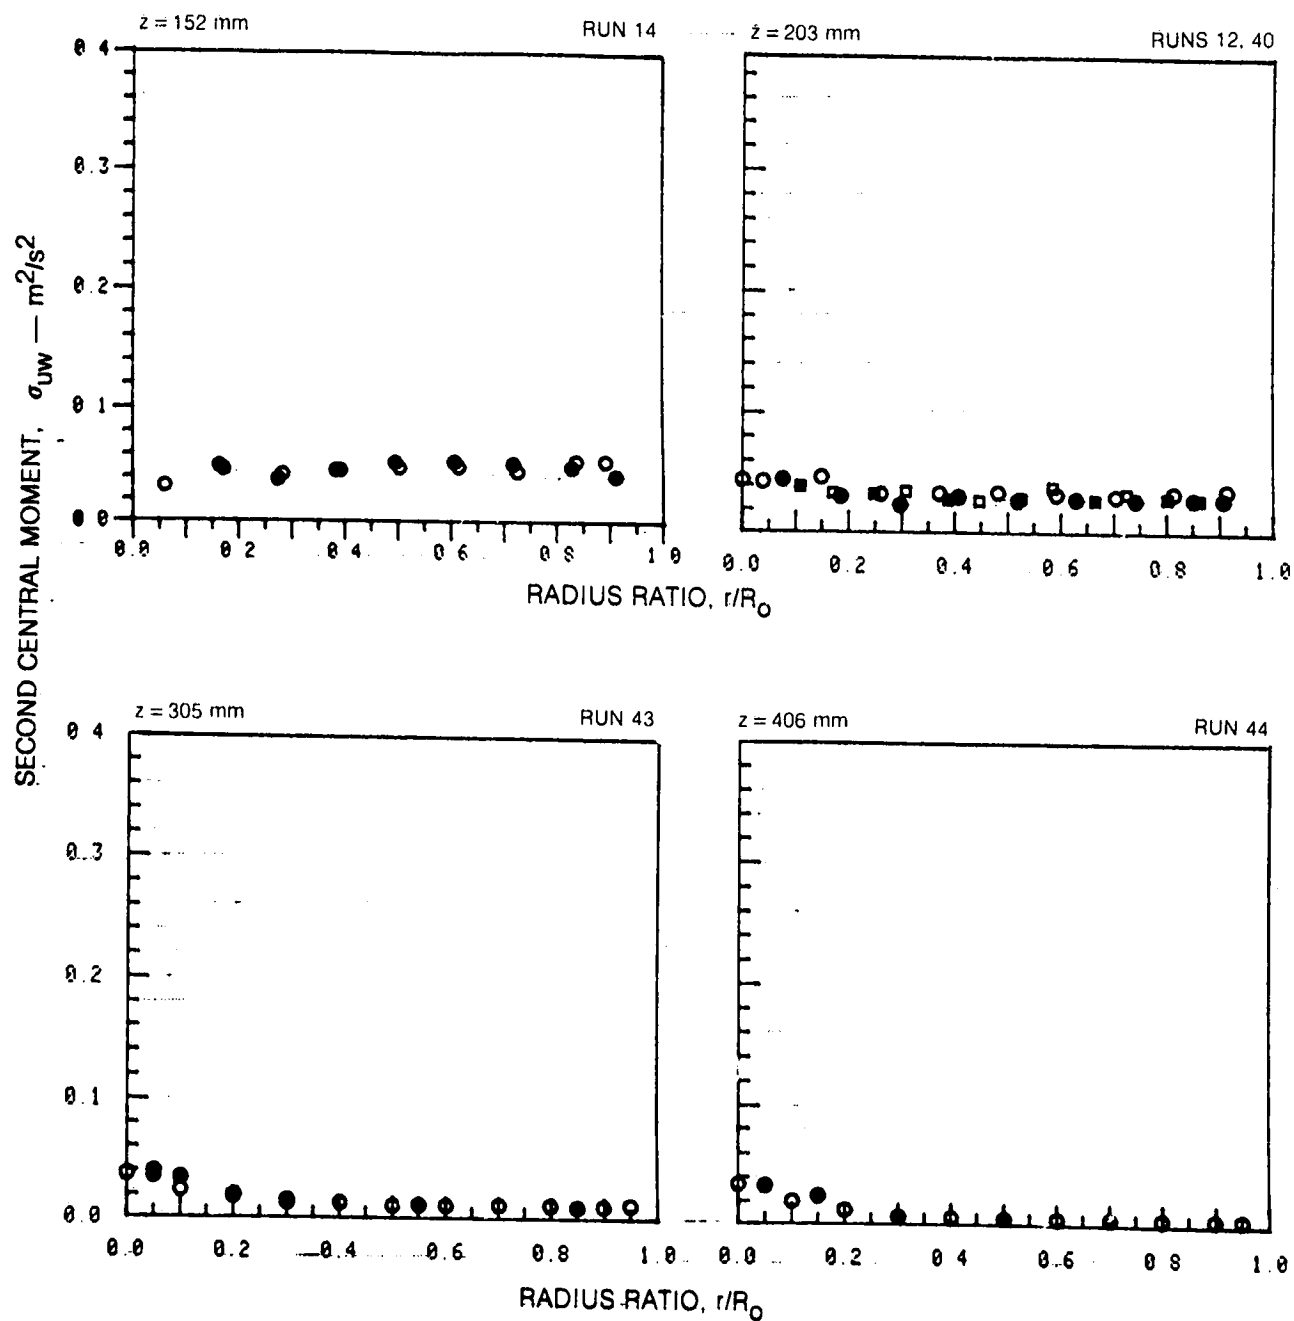 z = 152 mm RUN 14
z = 203 mm RUNS 12, 40
0.4
0.3
0.2
0.1
0.0
0.0 0.2 0.4 0.6 0.8 1.0
0.0 0.2 0.4 0.6 0.8 1.0
RADIUS RATIO, r/Ro
SECOND CENTRAL MOMENT, σuw — m²/s²
z = 305 mm RUN 43
z = 406 mm RUN 44
0.4
0.3
0.2
0.1
0.0
0.0 0.2 0.4 0.6 0.8 1.0
0.0 0.2 0.4 0.6 0.8 1.0
RADIUS RATIO, r/Ro